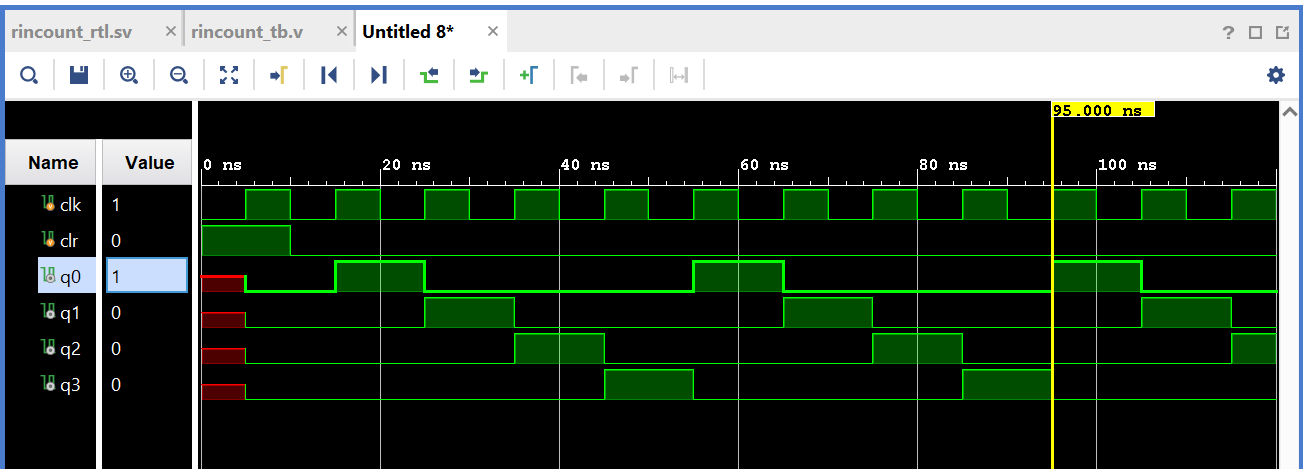 rincount_rtl.sv × rincount_tb.v × Untitled 8* × ?
95.000 ns
Name Value 0 ns 20 ns 40 ns 60 ns 80 ns 100 ns
clk 1
clr 0
q0 1
q1 0
q2 0
q3 0